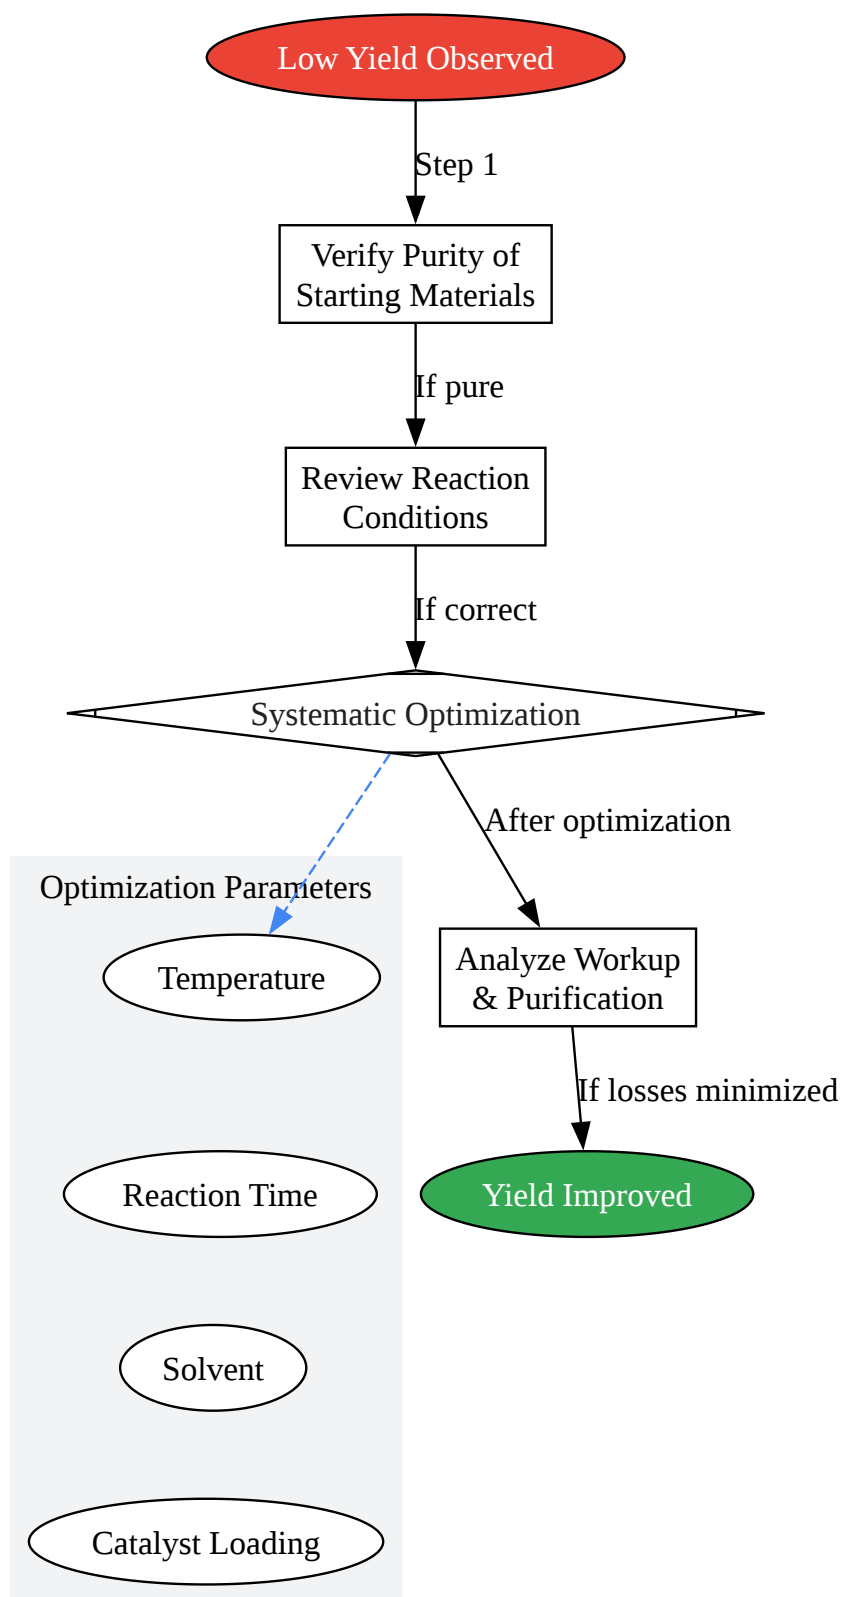 Low Yield Observed
Step 1
Verify Purity of
Starting Materials
If pure
Review Reaction
Conditions
If correct
Systematic Optimization
After optimization
Optimization Parameters
Temperature
Analyze Workup
& Purification
If losses minimized
Reaction Time
Yield Improved
Solvent
Catalyst Loading